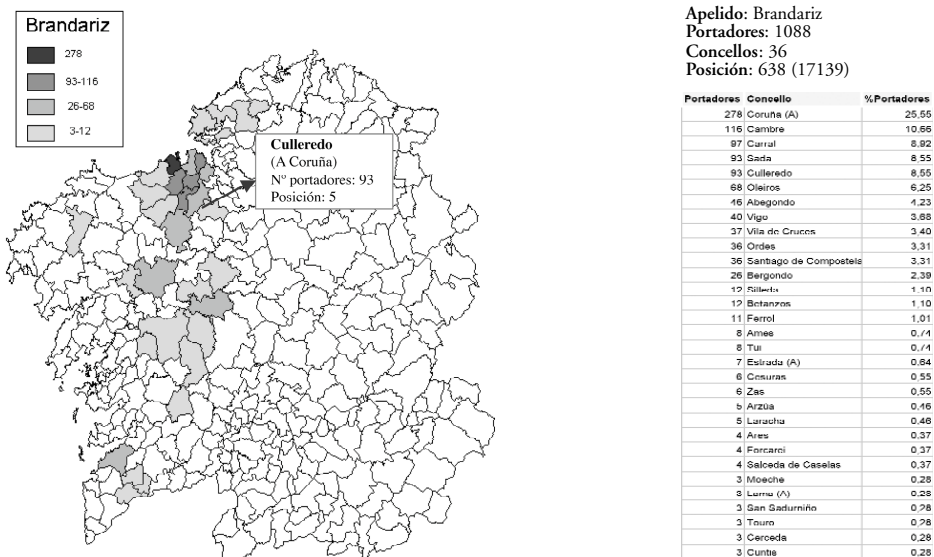 Brandariz
278
93-116
26-68
3-12
Culleredo
(A Coruña)
Nº portadores: 93
Posición: 5
Apelido: Brandariz
Portadores: 1088
Concellos: 36
Posición: 638 (17139)
Portadores Concello %Portadores
278 Coruña (A) 25,55
116 Cambre 10,66
97 Carral 8,92
93 Sada 8,55
93 Culleredo 8,55
68 Oleiros 6,25
46 Abegondo 4,23
40 Vigo 3,68
37 Vila de Cruces 3,40
36 Ordes 3,31
36 Santiago de Compostela 3,31
26 Bergondo 2,39
12 Silleda 1,10
12 Betanzos 1,10
11 Ferrol 1,01
8 Ames 0,74
8 Tui 0,74
7 Estrada (A) 0,64
6 Cesuras 0,55
6 Zas 0,55
5 Arzúa 0,46
5 Laracha 0,46
4 Ares 0,37
4 Forcarei 0,37
4 Salceda de Caselas 0,37
3 Moeche 0,28
3 Lama (A) 0,28
3 San Sadurniño 0,28
3 Touro 0,28
3 Cerceda 0,28
3 Cuntis 0,28